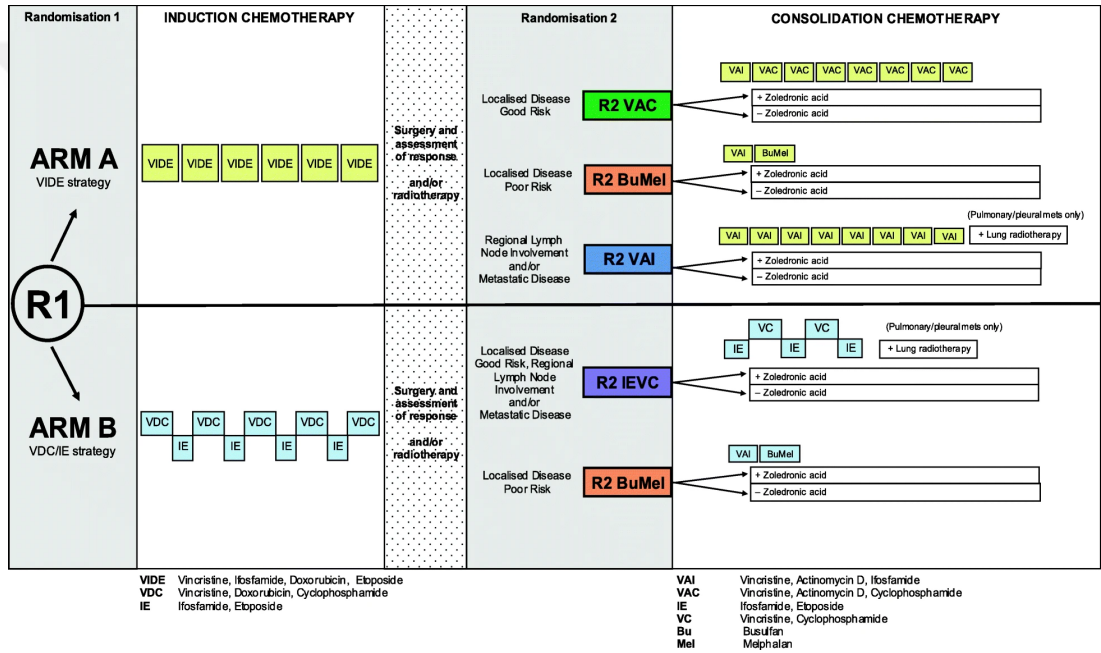 Randomisation 1
INDUCTION CHEMOTHERAPY
Randomisation 2
CONSOLIDATION CHEMOTHERAPY
ARM A
VIDE strategy
VIDE VIDE VIDE VIDE VIDE VIDE
Surgery and
assessment
of response
and/or
radiotherapy
Localised Disease
Good Risk
R2 VAC
VAI VAC VAC VAC VAC VAC VAC VAC
+ Zoledronic acid
– Zoledronic acid
Localised Disease
Poor Risk
R2 BuMel
VAI BuMel
+ Zoledronic acid
– Zoledronic acid
Regional Lymph
Node Involvement
and/or
Metastatic Disease
R2 VAI
(Pulmonary/pleural mets only)
VAI VAI VAI VAI VAI VAI VAI VAI
+ Lung radiotherapy
+ Zoledronic acid
– Zoledronic acid
R1
ARM B
VDC/IE strategy
VDC VDC VDC VDC VDC
IE IE IE IE
Surgery and
assessment
of response
and/or
radiotherapy
Localised Disease
Good Risk, Regional
Lymph Node
Involvement
and/or
Metastatic Disease
R2 IEVC
VC VC
IE IE IE
(Pulmonary/pleural mets only)
+ Lung radiotherapy
+ Zoledronic acid
– Zoledronic acid
Localised Disease
Poor Risk
R2 BuMel
VAI BuMel
+ Zoledronic acid
– Zoledronic acid
VIDE Vincristine, Ifosfamide, Doxorubicin, Etoposide
VDC Vincristine, Doxorubicin, Cyclophosphamide
IE Ifosfamide, Etoposide
VAI Vincristine, Actinomycin D, Ifosfamide
VAC Vincristine, Actinomycin D, Cyclophosphamide
IE Ifosfamide, Etoposide
VC Vincristine, Cyclophosphamide
Bu Busulfan
Mel Melphalan